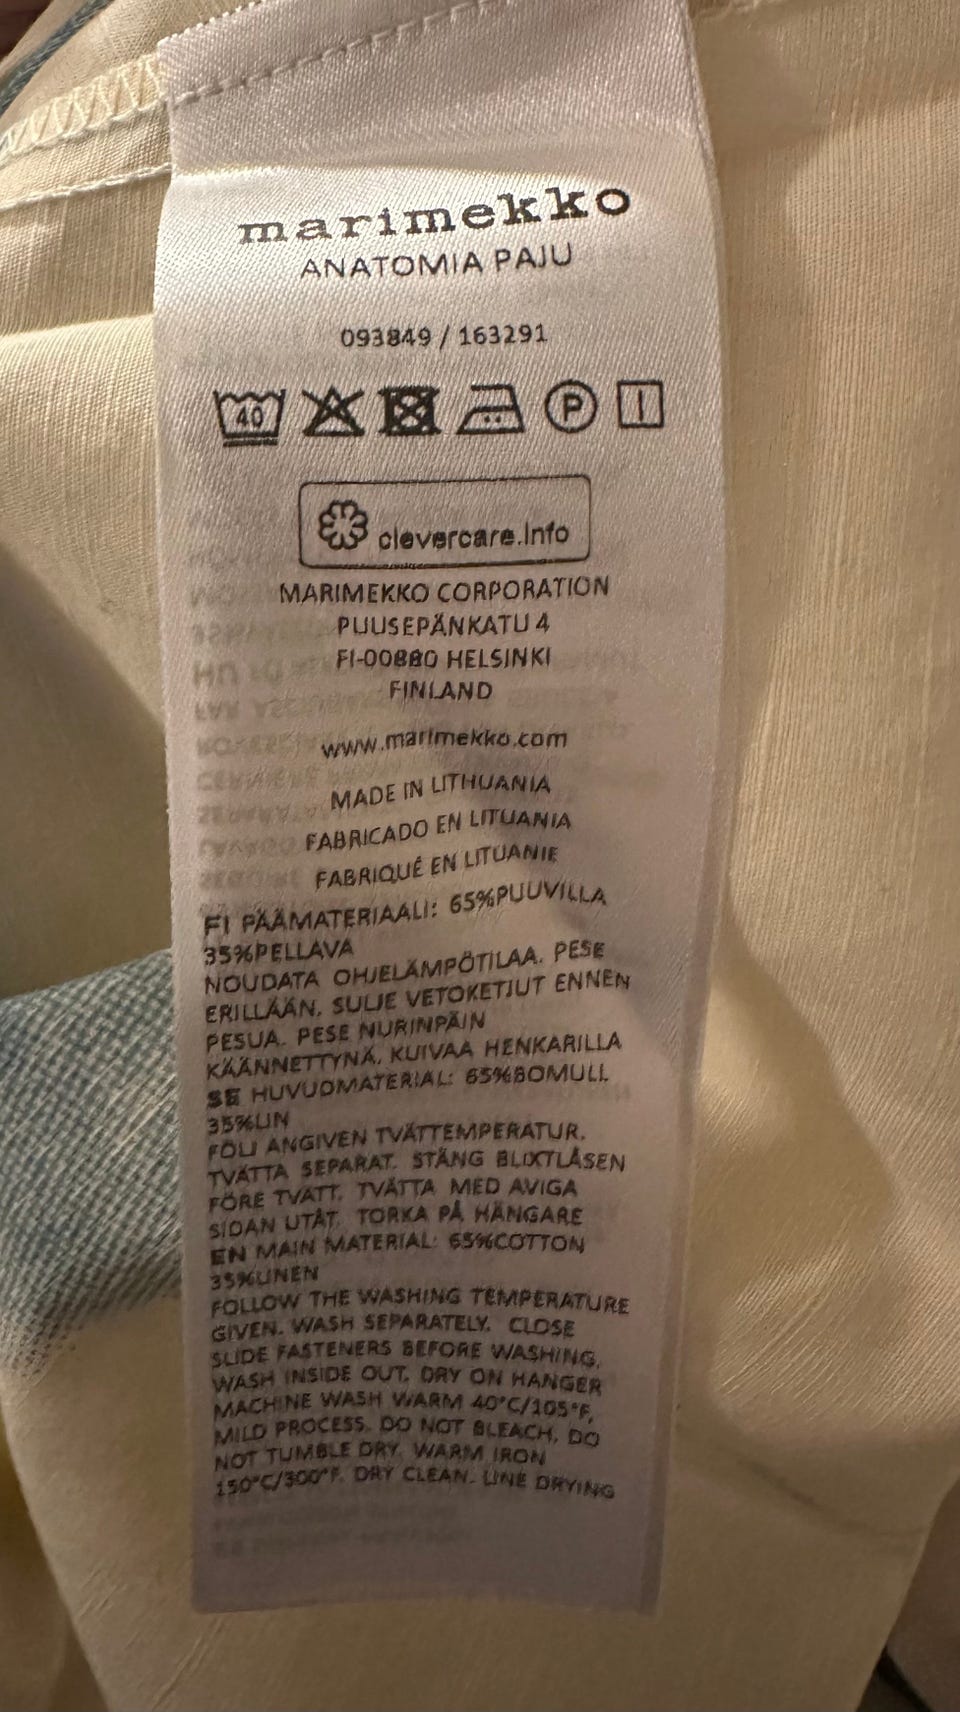 marimekko
ANATOMIA PAJU
093849 / 163291
40 P
clevercare.info
MARIMEKKO CORPORATION
PUUSEPÄNKATU 4
FI-00880 HELSINKI
FINLAND
www.marimekko.com
MADE IN LITHUANIA
FABRICADO EN LITUANIA
FABRIQUÉ EN LITUANIE
FI PÄÄMATERIAALI: 65%PUUVILLA
35%PELLAVA
NOUDATA OHJELÄMPÖTILAA. PESE
ERILLÄÄN. SULJE VETOKETJUT ENNEN
PESUA. PESE NURINPÄIN
KÄÄNNETTYNÄ. KUIVAA HENKARILLA
SE HUVUDMATERIAL: 65%BOMULL
35%LIN
FÖLJ ANGIVEN TVÄTTEMPERATUR.
TVÄTTA SEPARAT. STÄNG BLIXTLÅSEN
FÖRE TVÄTT. TVÄTTA MED AVIGA
SIDAN UTÅT. TORKA PÅ HÄNGARE
EN MAIN MATERIAL: 65%COTTON
35%LINEN
FOLLOW THE WASHING TEMPERATURE
GIVEN. WASH SEPARATELY. CLOSE
SLIDE FASTENERS BEFORE WASHING.
WASH INSIDE OUT. DRY ON HANGER
MACHINE WASH WARM 40°C/105°F,
MILD PROCESS. DO NOT BLEACH. DO
NOT TUMBLE DRY. WARM IRON
150°C/300°F. DRY CLEAN. LINE DRYING